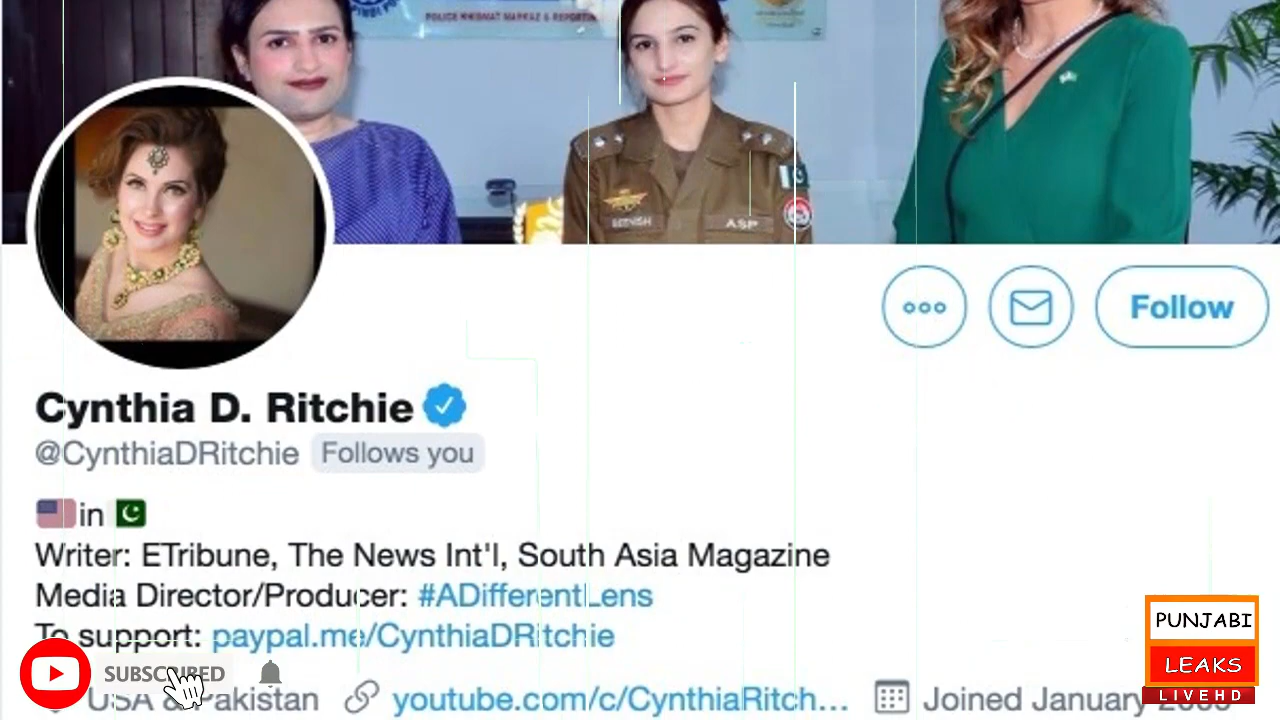 POLICE KHIDMAT MARKAZ & REPORTIN
ASP
Follow
Cynthia D. Ritchie
@CynthiaDRitchie Follows you
in
Writer: ETribune, The News Int'l, South Asia Magazine
Media Director/Producer: #ADifferentLens
To support: paypal.me/CynthiaDRitchie
SUBSCRIBED
USA & Pakistan youtube.com/c/CynthiaRitch... Joined January
PUNJABI
LEAKS
LIVEHD